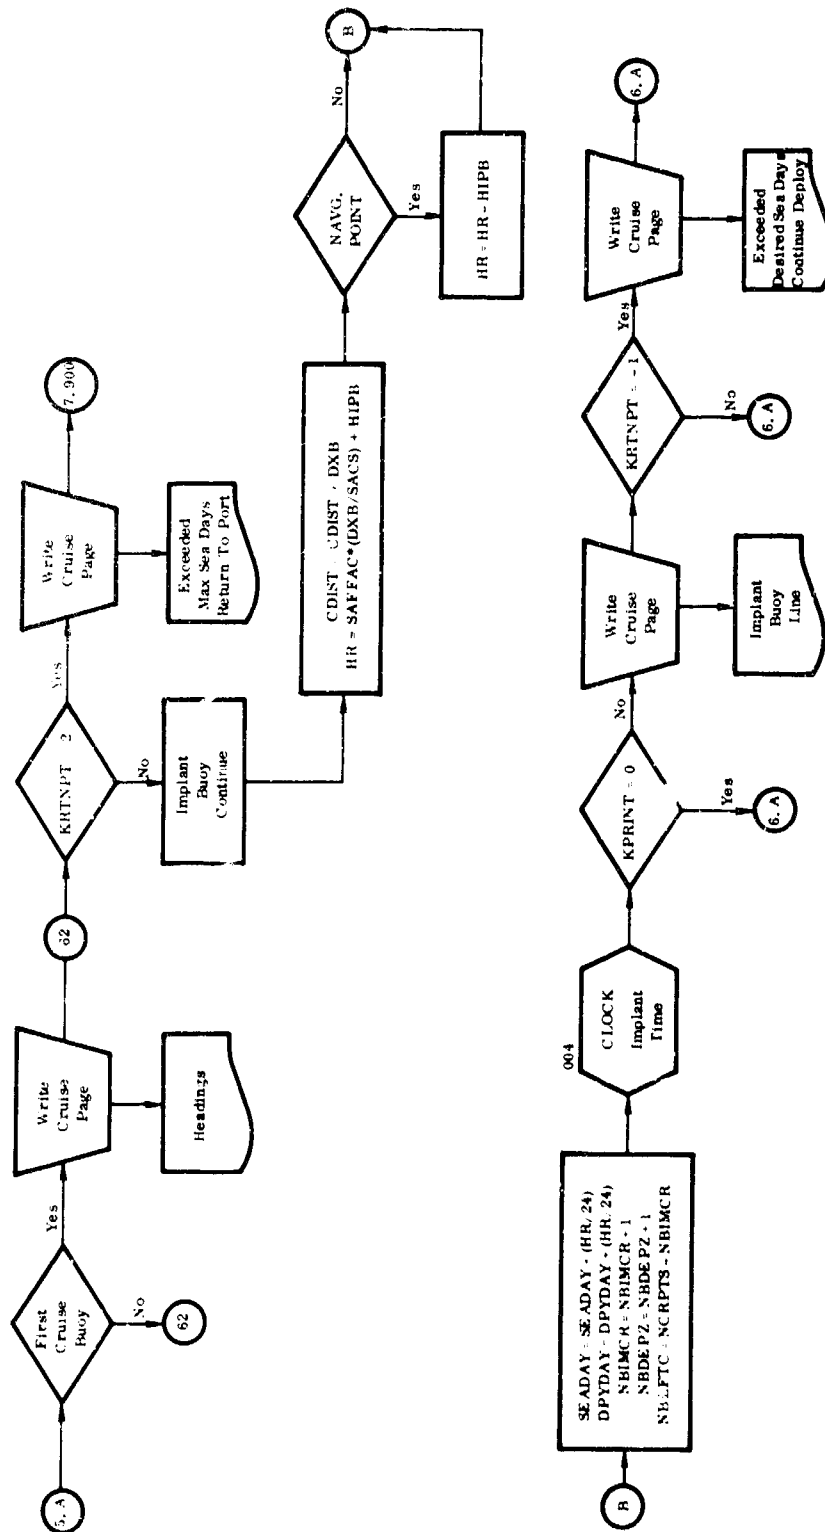 5. A
First
Cruise
Buoy
Yes
No
62
Write
Cruise
Page
Headings
62
KRTNPT 2
Yes
No
Write
Cruise
Page
7. 900
Exceeded
Max Sea Days
Return To Port
Implant
Buoy
Continue
CDIST = CDIST + DXB
HR = SAFFAC*(DXB/SACS) + HIPB
NAVG.
POINT
No
Yes
HR = HR - HIPB
B
B
SEADAY = SEADAY + (HR/24)
DPYDAY = DPYDAY + (HR/24)
NBIMCR = NBIMCR + 1
NBDEPZ = NBDEPZ + 1
NBLFTC = NCRPTS - NBIMCR
004
CLOCK
Implant
Time
KPRINT = 0
No
Yes
6. A
Write
Cruise
Page
Implant
Buoy
Line
KRTNPT = -1
Yes
No
6. A
Write
Cruise
Page
6. A
Exceeded
Desired Sea Days
Continue Deploy